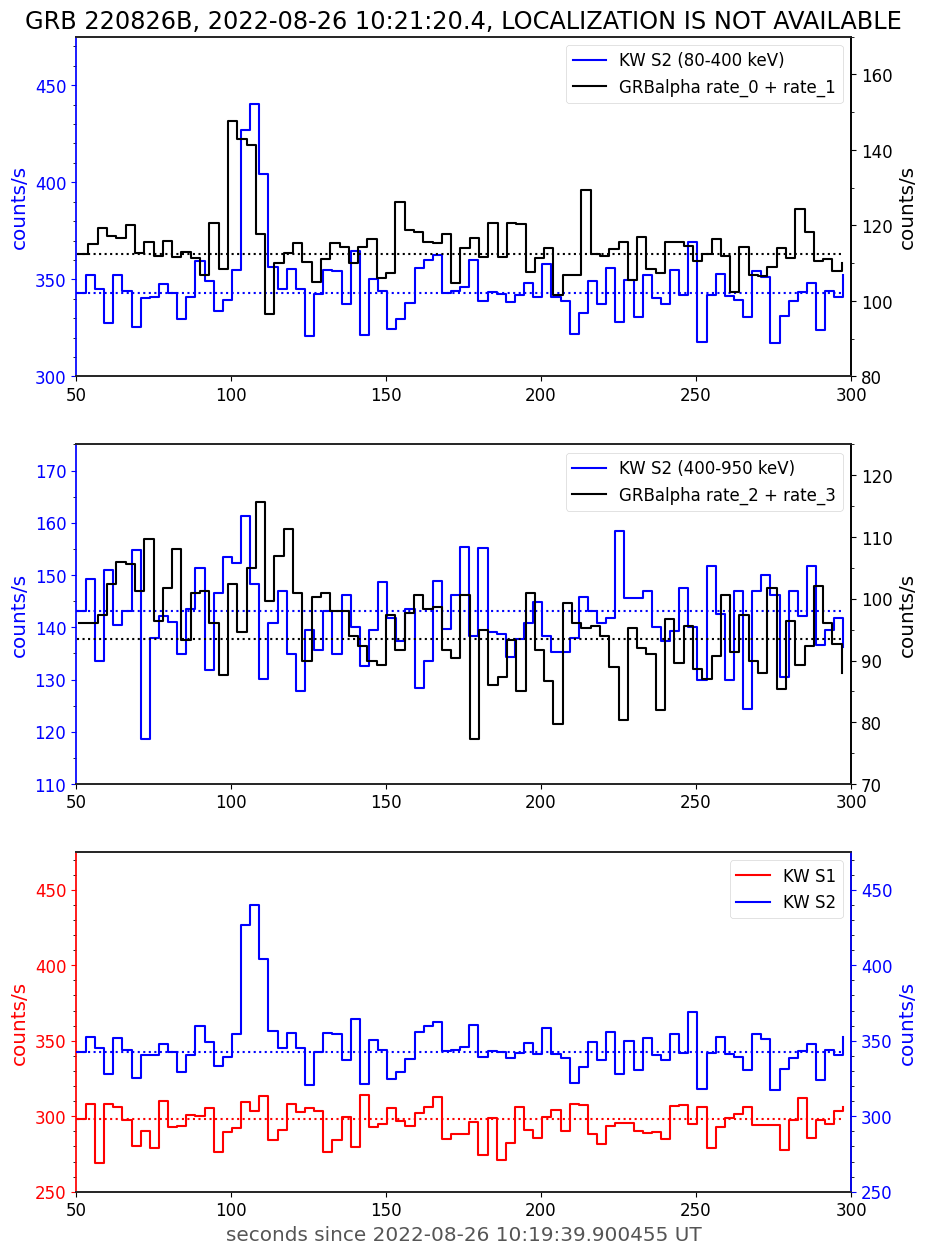 GRB 220826B, 2022-08-26 10:21:20.4, LOCALIZATION IS NOT AVAILABLE
KW S2 (80-400 keV)
GRBalpha rate_0 + rate_1
counts/s
counts/s
450
400
350
300
160
140
120
100
80
50 100 150 200 250 300
KW S2 (400-950 keV)
GRBalpha rate_2 + rate_3
counts/s
counts/s
170
160
150
140
130
120
110
120
110
100
90
80
70
50 100 150 200 250 300
KW S1
KW S2
counts/s
counts/s
450
400
350
300
250
450
400
350
300
250
50 100 150 200 250 300
seconds since 2022-08-26 10:19:39.900455 UT